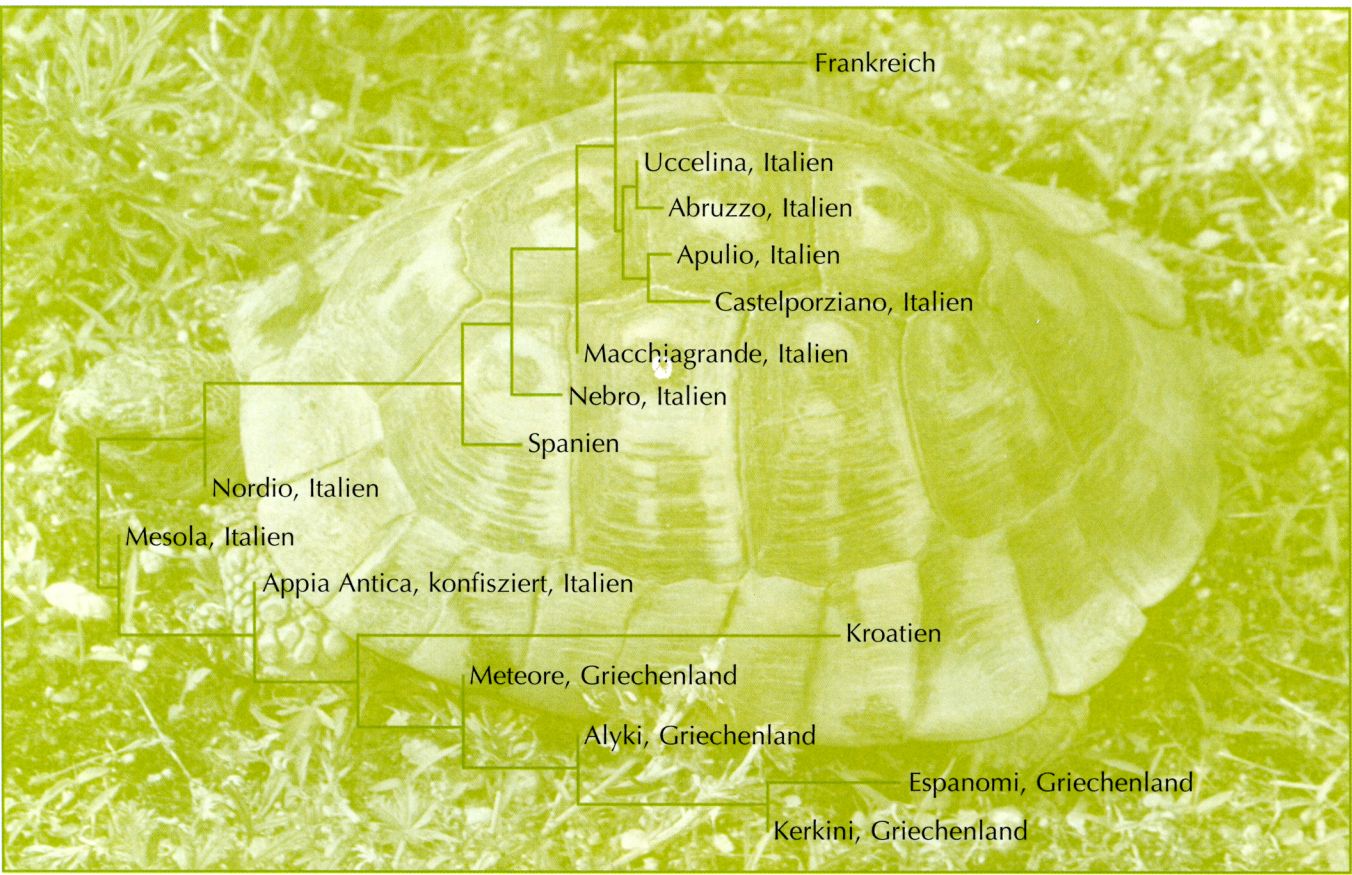 Frankreich
Uccelina, Italien
Abruzzo, Italien
Apulio, Italien
Castelporziano, Italien
Macchiagrande, Italien
Nebro, Italien
Spanien
Nordio, Italien
Mesola, Italien
Appia Antica, konfisziert, Italien
Kroatien
Meteore, Griechenland
Alyki, Griechenland
Espanomi, Griechenland
Kerkini, Griechenland